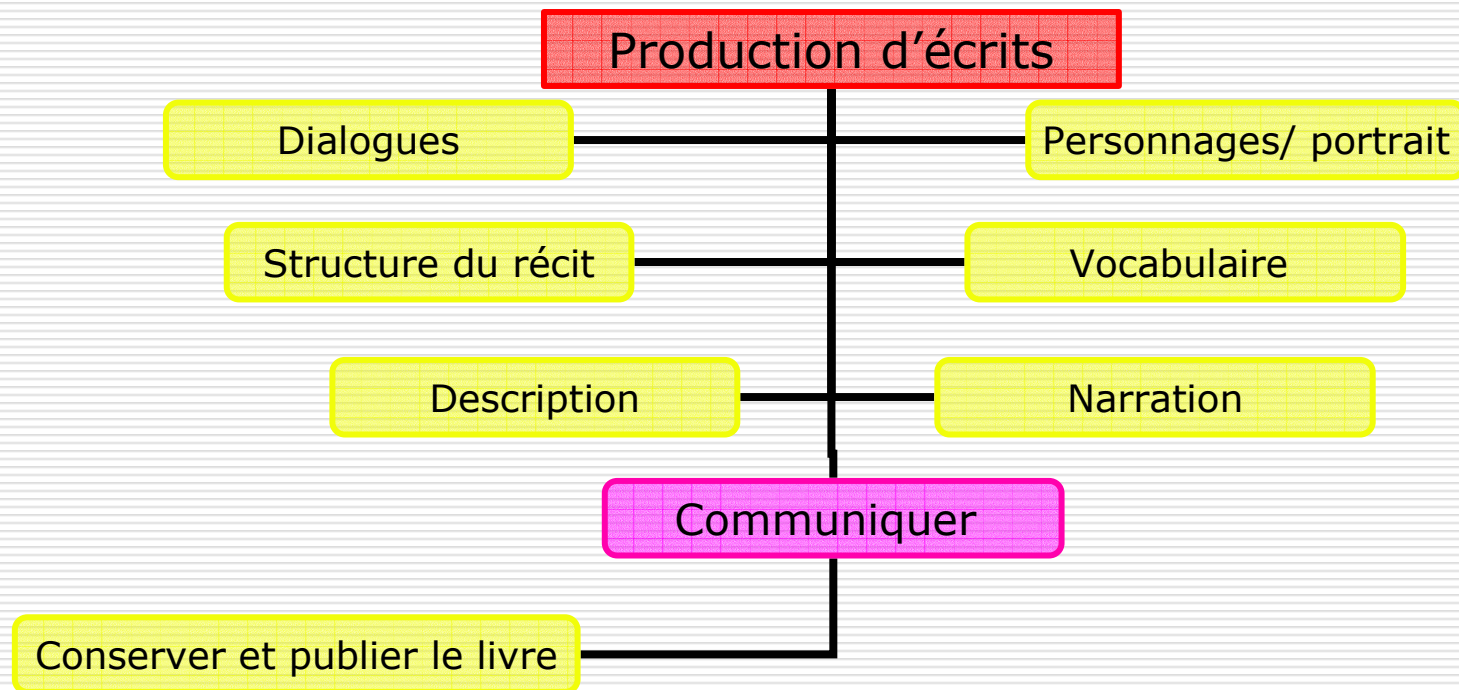 Production d’écrits
Dialogues
Personnages/ portrait
Structure du récit
Vocabulaire
Description
Narration
Communiquer
Conserver et publier le livre